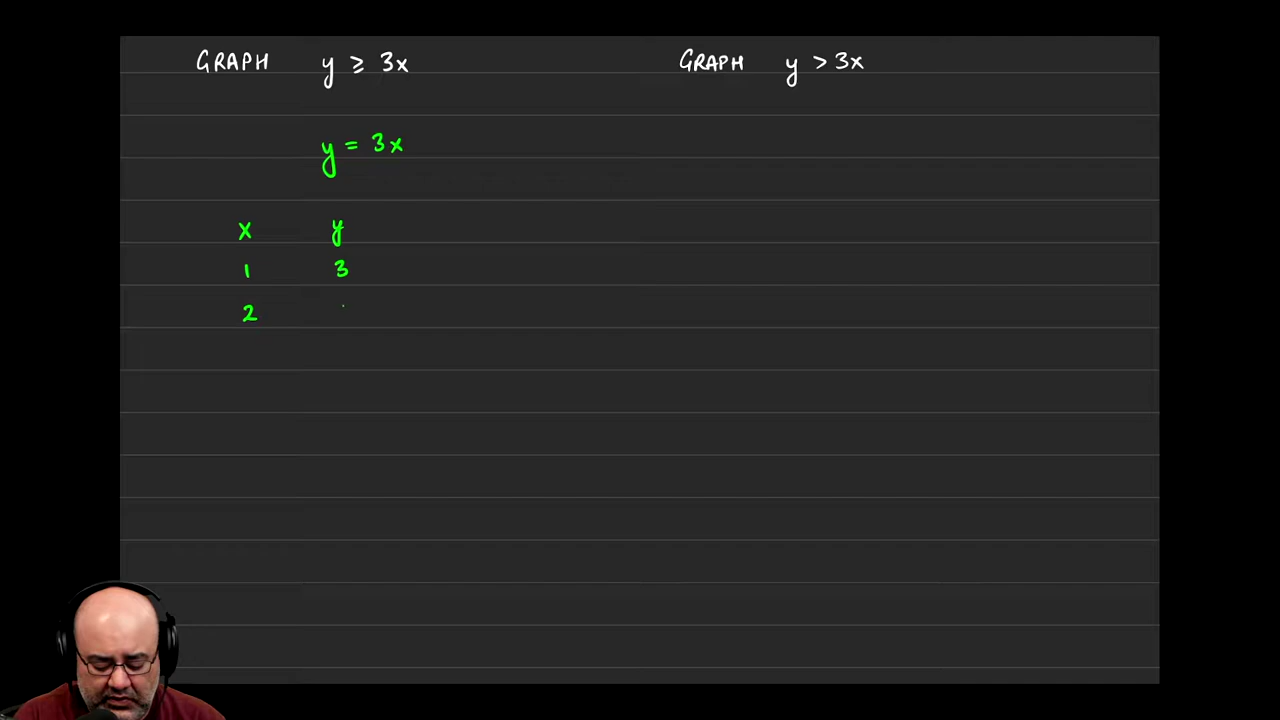 GRAPH y ≥ 3x
GRAPH y > 3x
y = 3x
x y
1 3
2